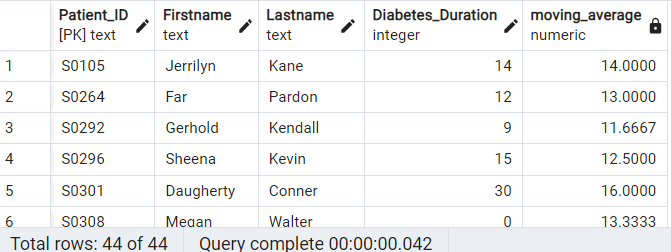 Patient_ID Firstname Lastname Diabetes_Duration moving_average
[PK] text text text integer numeric
1 S0105 Jerrilyn Kane 14 14.0000
2 S0264 Far Pardon 12 13.0000
3 S0292 Gerhold Kendall 9 11.6667
4 S0296 Sheena Kevin 15 12.5000
5 S0301 Daugherty Conner 30 16.0000
6 S0308 Megan Walter 0 13.3333
Total rows: 44 of 44 Query complete 00:00:00.042